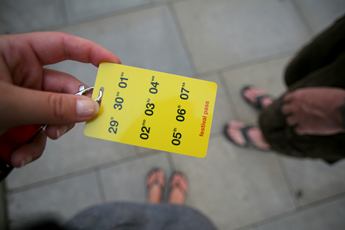 29th 30th 01st
02nd 03rd 04th
05th 06th 07th
festival pass